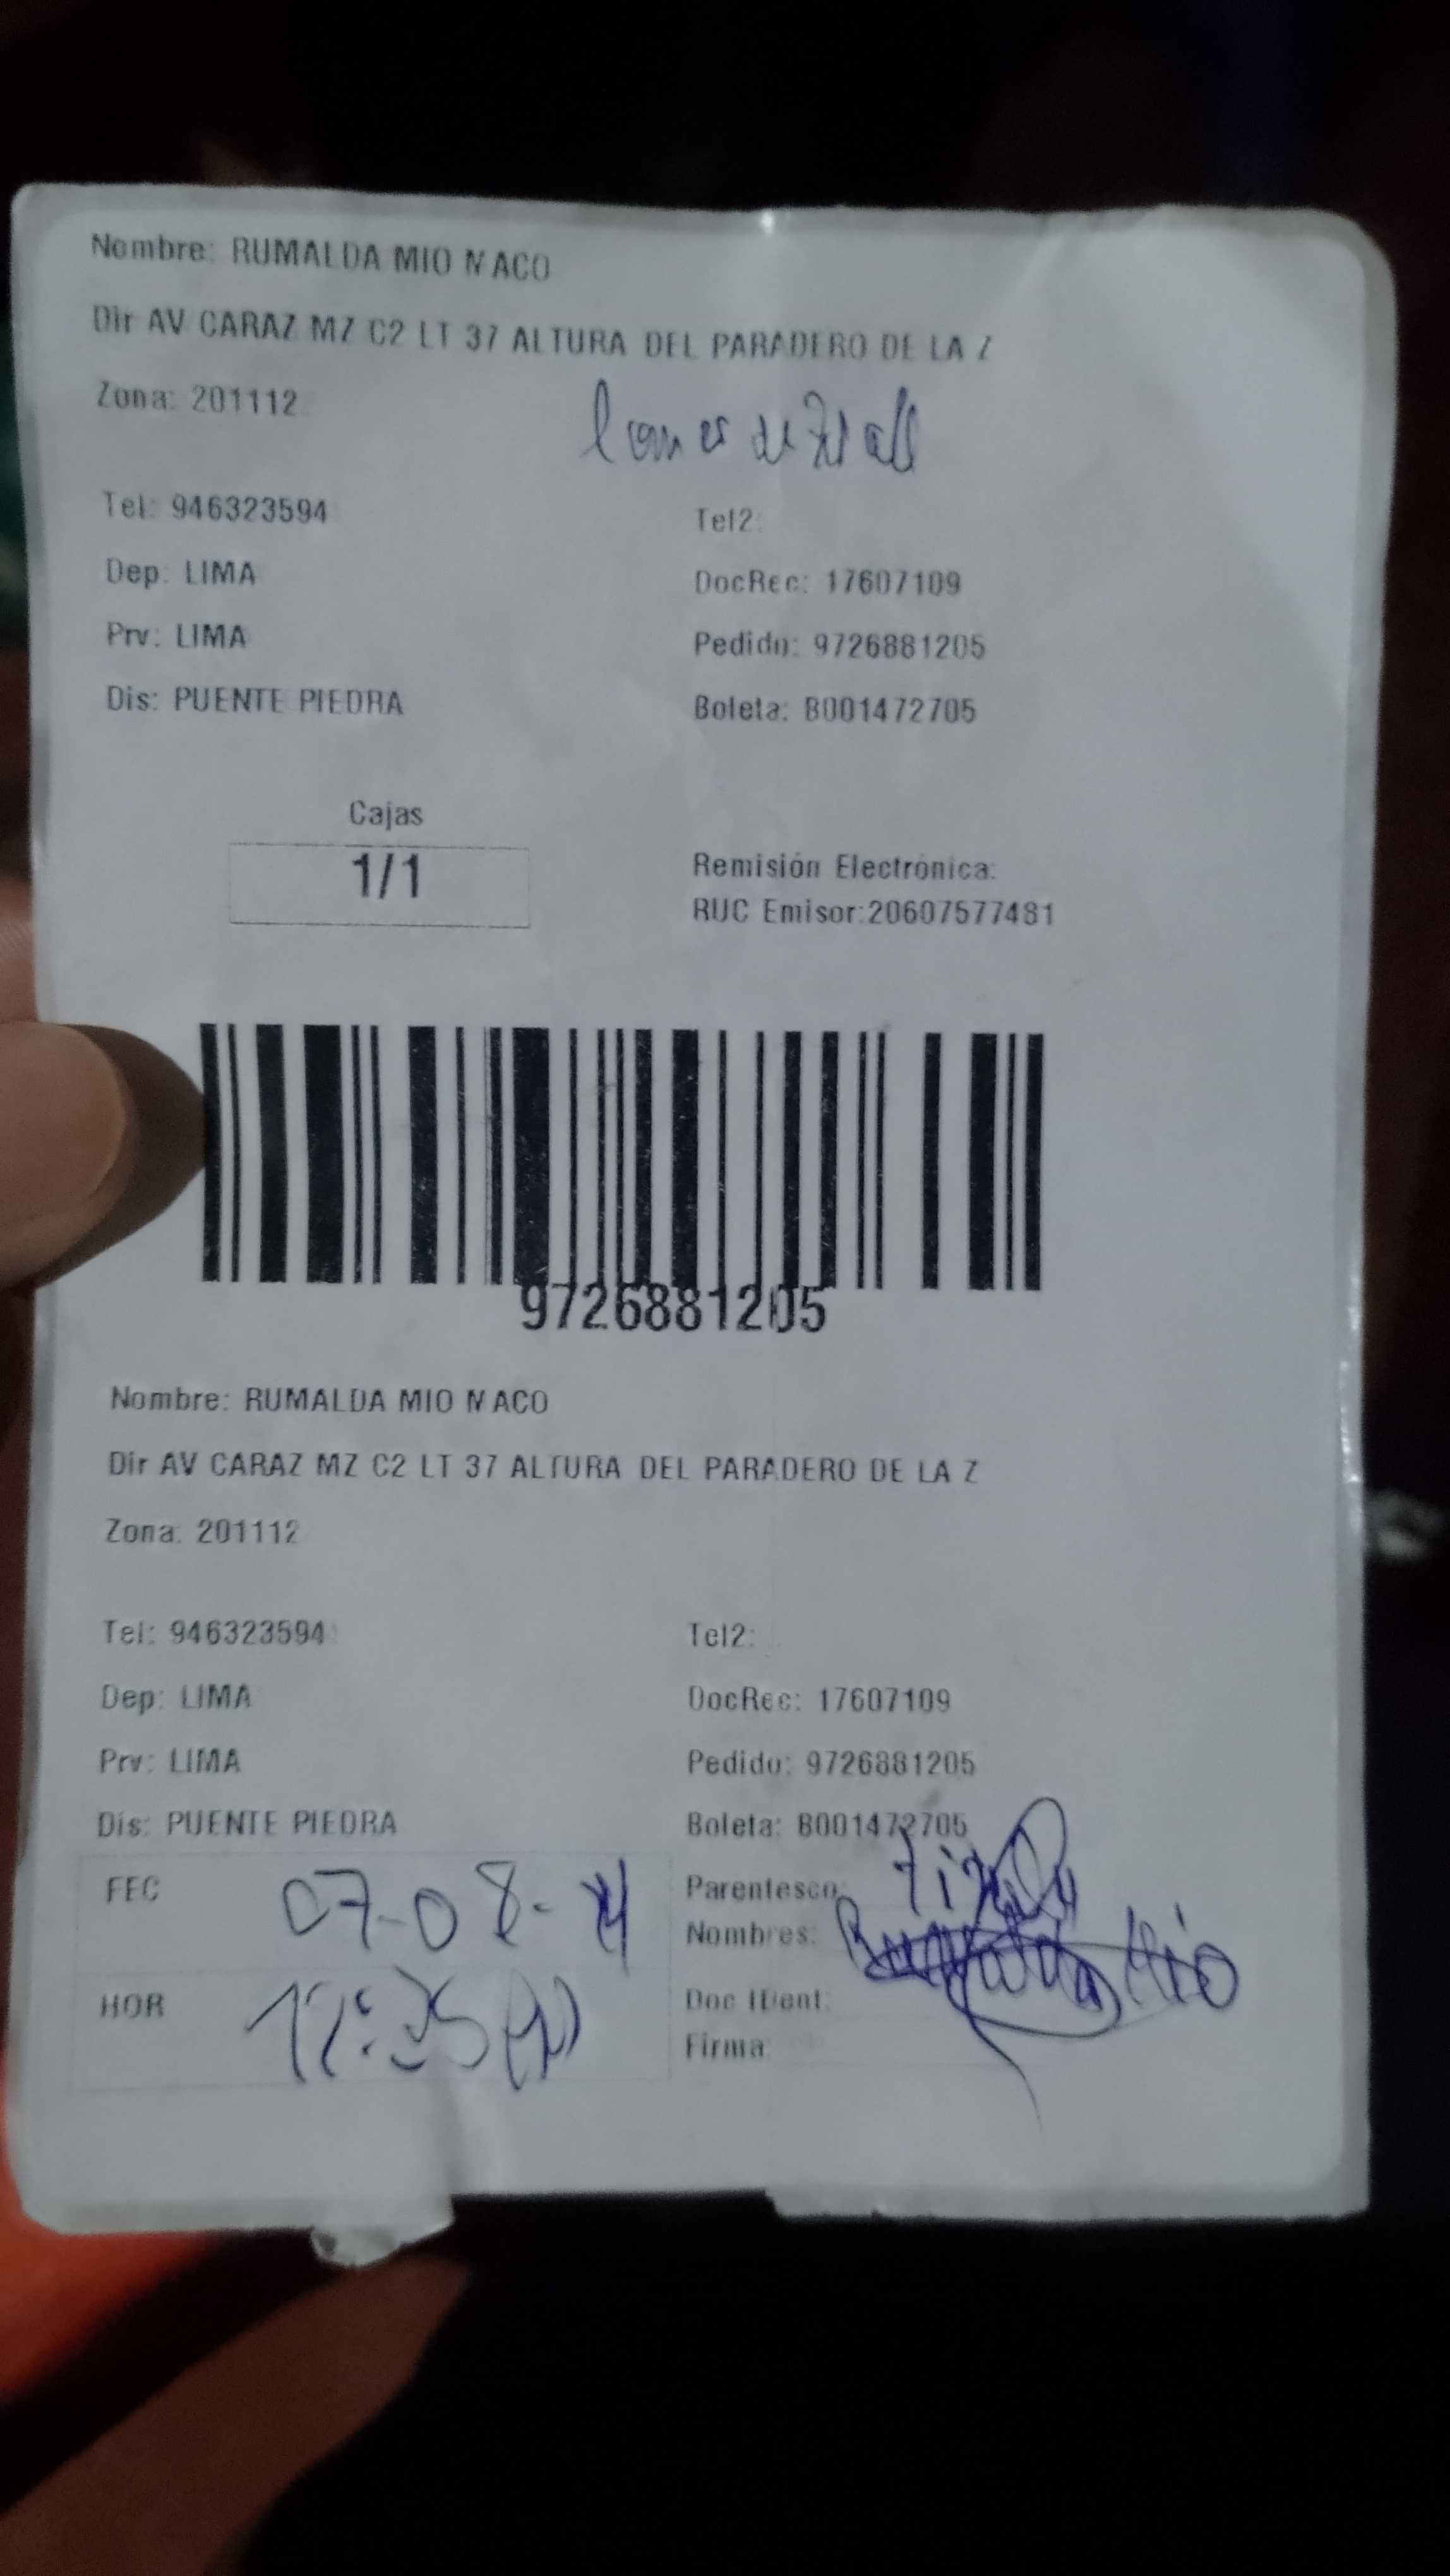 Nombre: RUMALDA MIO MACO
Dir AV CARAZ MZ C2 LT 37 ALTURA DEL PARADERO DE LA Z
Zona: 201112
Tel: 946323594 Tel2:
Dep: LIMA DocRec: 17607109
Prv: LIMA Pedido: 9726881205
Dis: PUENTE PIEDRA Boleta: B001472705
Cajas
1/1
Remisión Electrónica:
RUC Emisor:20607577481
9726881205
Nombre: RUMALDA MIO MACO
Dir AV CARAZ MZ C2 LT 37 ALTURA DEL PARADERO DE LA Z
Zona: 201112
Tel: 946323594 Tel2:
Dep: LIMA DocRec: 17607109
Prv: LIMA Pedido: 9726881205
Dis: PUENTE PIEDRA Boleta: B001472705
FEC 07-08- Parentesco:
Nombres: Mio
HOR Doc Ident:
Firma: